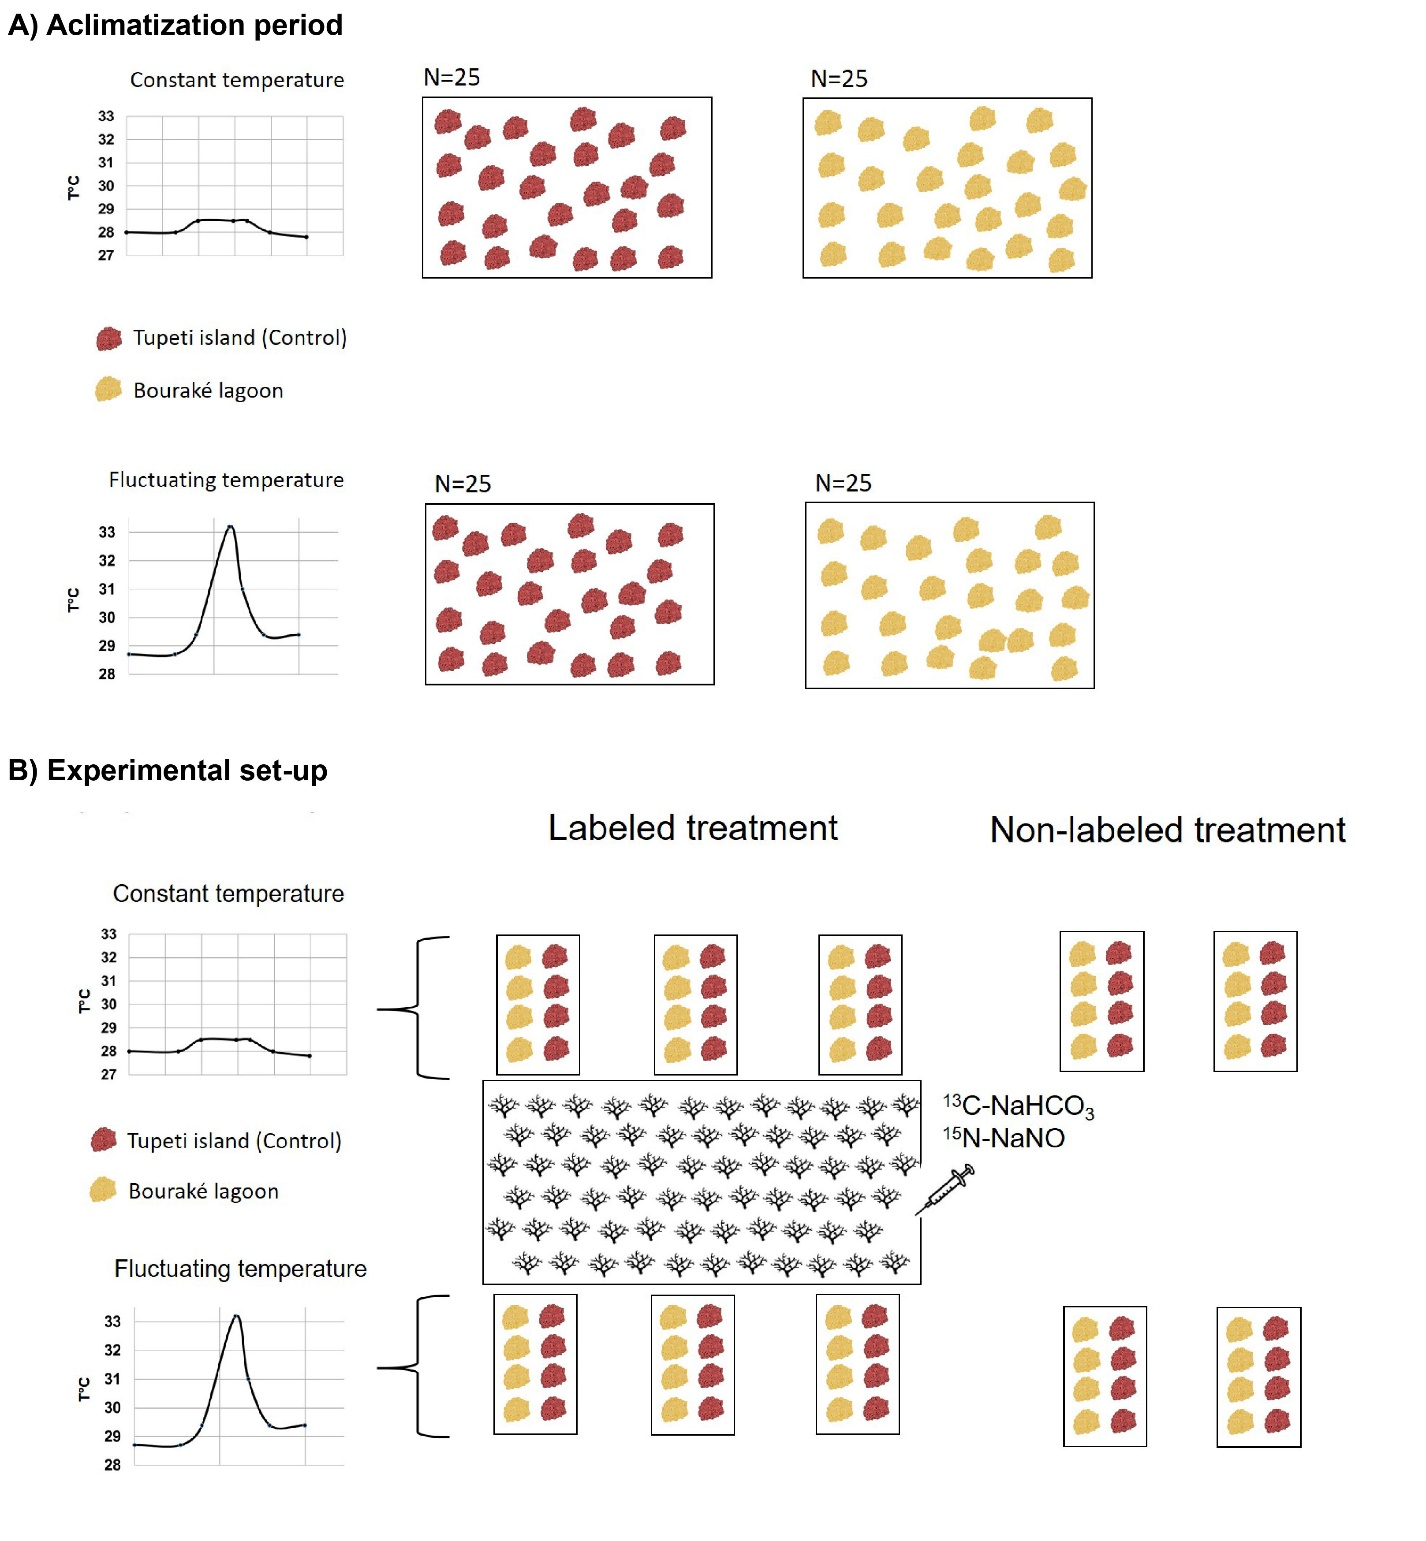 A) Aclimatization period
Constant temperature
N=25
N=25
33
32
31
30
29
28
27
T°C
Tupeti island (Control)
Bouraké lagoon
Fluctuating temperature
N=25
N=25
33
32
31
30
29
28
T°C
B) Experimental set-up
Labeled treatment
Non-labeled treatment
Constant temperature
33
32
31
30
29
28
27
T°C
13C-NaHCO3
15N-NaNO
Tupeti island (Control)
Bouraké lagoon
Fluctuating temperature
33
32
31
30
29
28
T°C